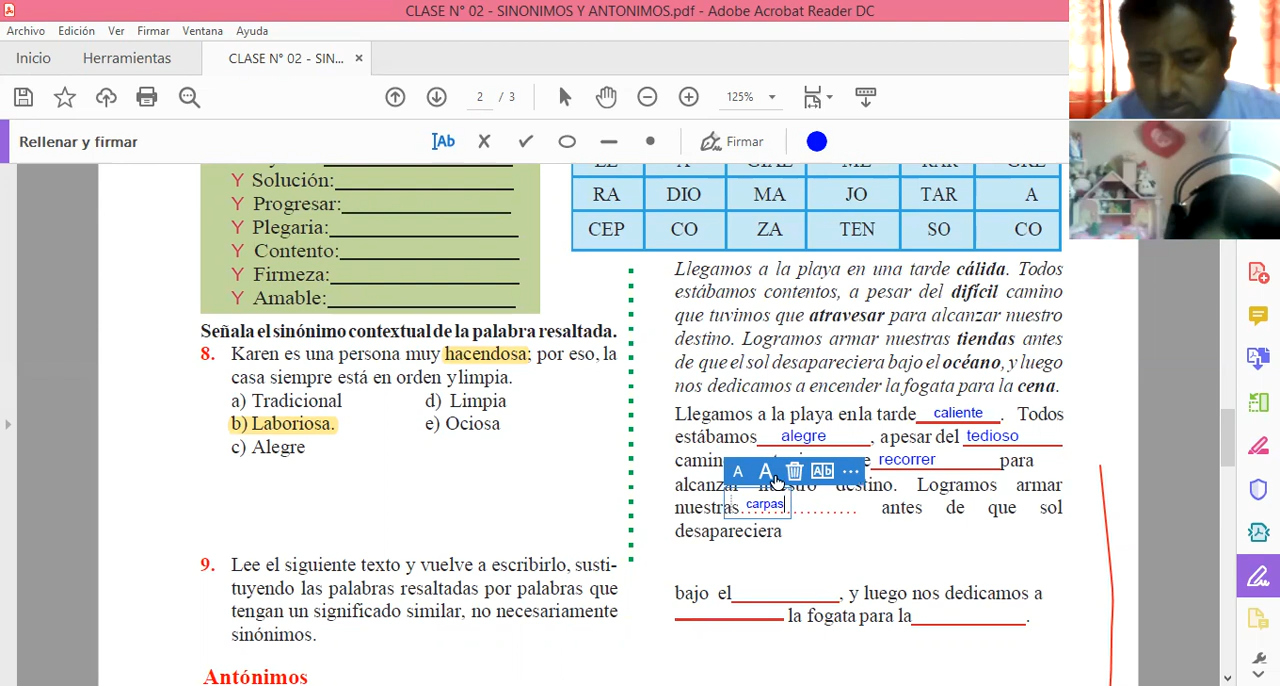 CLASE N° 02 - SINONIMOS Y ANTONIMOS.pdf - Adobe Acrobat Reader DC
Archivo Edición Ver Firmar Ventana Ayuda
Inicio Herramientas CLASE N° 02 - SIN... ×
2 / 3 125%
Rellenar y firmar Ab Firmar
Y Solución:
Y Progresar:
Y Plegaria:
Y Contento:
Y Firmeza:
Y Amable:
Señala el sinónimo contextual de la palabra resaltada.
8. Karen es una persona muy hacendosa; por eso, la
casa siempre está en orden y limpia.
a) Tradicional d) Limpia
b) Laboriosa. e) Ociosa
c) Alegre
9. Lee el siguiente texto y vuelve a escribirlo, susti-
tuyendo las palabras resaltadas por palabras que
tengan un significado similar, no necesariamente
sinónimos.
Antónimos
RA DIO MA JO TAR A
CEP CO ZA TEN SO CO
Llegamos a la playa en una tarde cálida. Todos
estábamos contentos, a pesar del difícil camino
que tuvimos que atravesar para alcanzar nuestro
destino. Logramos armar nuestras tiendas antes
de que el sol desapareciera bajo el océano, y luego
nos dedicamos a encender la fogata para la cena.
Llegamos a la playa en la tarde caliente. Todos
estábamos alegre, a pesar del tedioso
recorrer para
A A Ab ...
destino. Logramos armar
nuestras carpas antes de que sol
desapareciera
bajo el, y luego nos dedicamos a
la fogata para la.